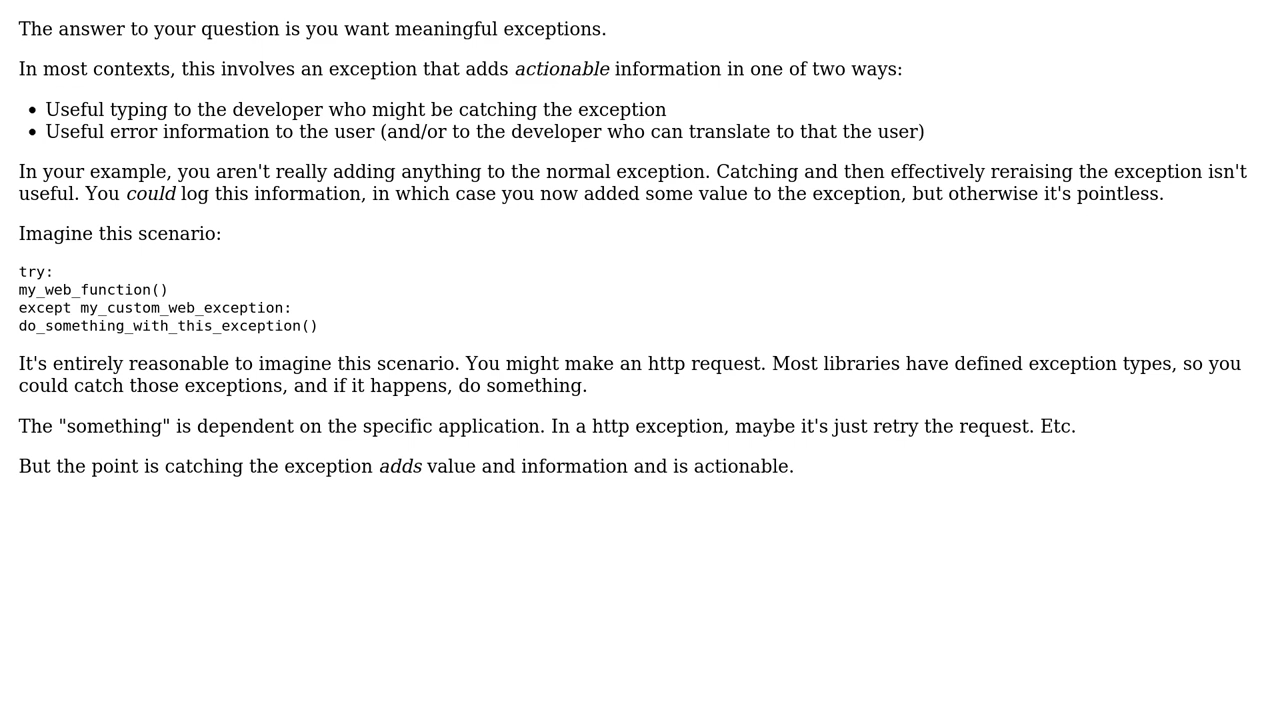 The answer to your question is you want meaningful exceptions.
In most contexts, this involves an exception that adds actionable information in one of two ways:
• Useful typing to the developer who might be catching the exception
• Useful error information to the user (and/or to the developer who can translate to that the user)
In your example, you aren't really adding anything to the normal exception. Catching and then effectively reraising the exception isn't
useful. You could log this information, in which case you now added some value to the exception, but otherwise it's pointless.
Imagine this scenario:
try:
my_web_function()
except my_custom_web_exception:
do_something_with_this_exception()
It's entirely reasonable to imagine this scenario. You might make an http request. Most libraries have defined exception types, so you
could catch those exceptions, and if it happens, do something.
The "something" is dependent on the specific application. In a http exception, maybe it's just retry the request. Etc.
But the point is catching the exception adds value and information and is actionable.